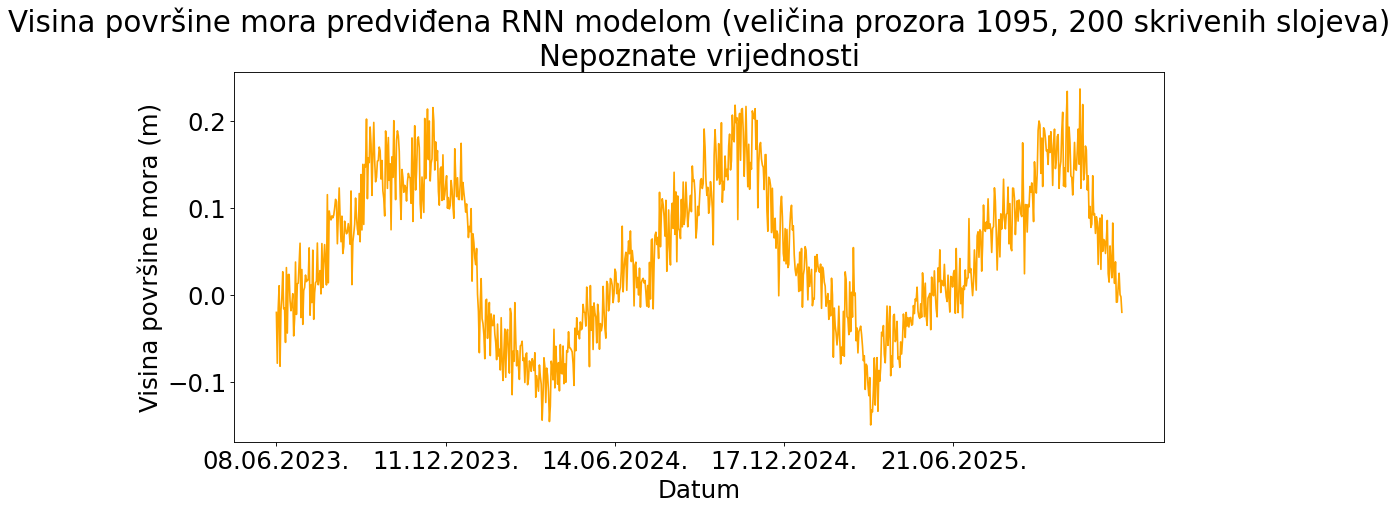 Visina površine mora predviđena RNN modelom (veličina prozora 1095, 200 skrivenih slojeva)
Nepoznate vrijednosti
Visina površine mora (m)
0.2
0.1
0.0
−0.1
08.06.2023. 11.12.2023. 14.06.2024. 17.12.2024. 21.06.2025.
Datum